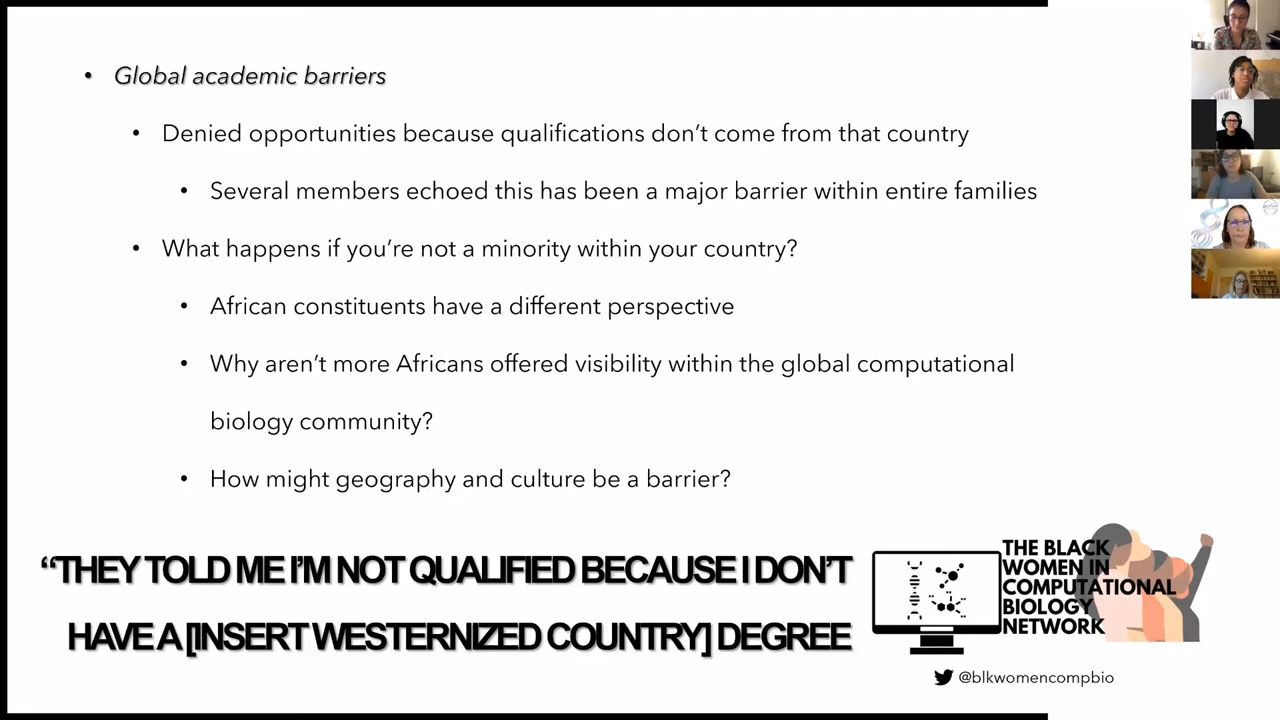 • Global academic barriers
• Denied opportunities because qualifications don’t come from that country
• Several members echoed this has been a major barrier within entire families
• What happens if you’re not a minority within your country?
• African constituents have a different perspective
• Why aren’t more Africans offered visibility within the global computational
biology community?
• How might geography and culture be a barrier?
“THEY TOLD ME I’M NOT QUALIFIED BECAUSE I DON’T
HAVE A [INSERT WESTERNIZED COUNTRY] DEGREE
THE BLACK
WOMEN IN
COMPUTATIONAL
BIOLOGY
NETWORK
@blkwomencompbio